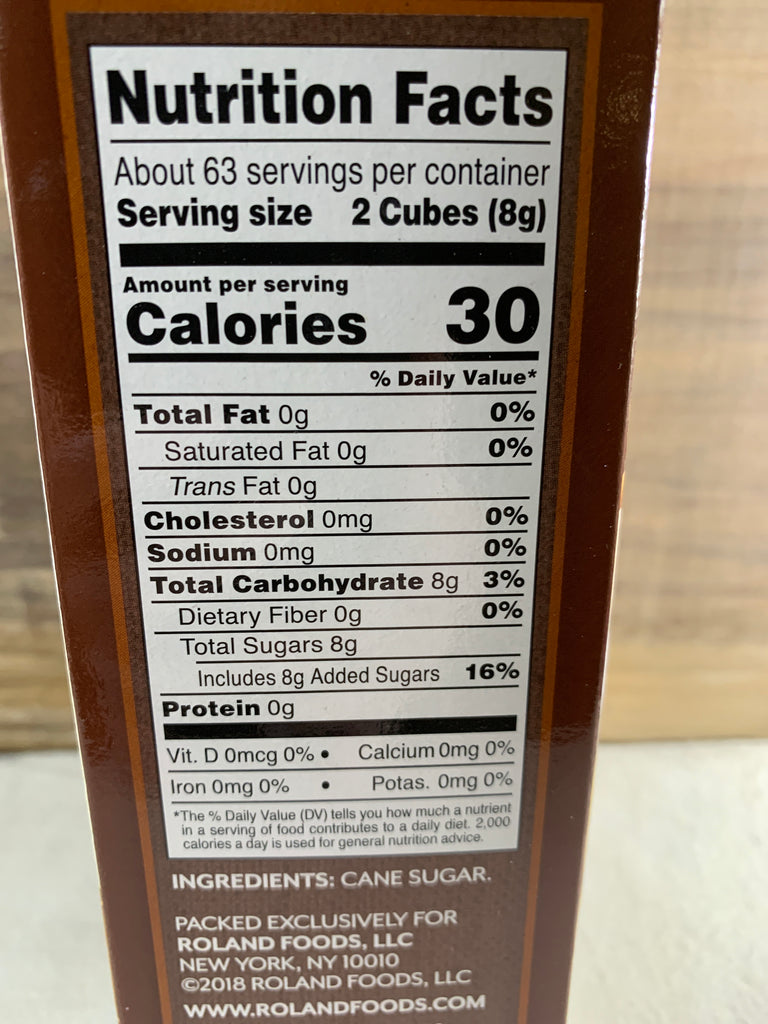 Nutrition Facts
About 63 servings per container
Serving size 2 Cubes (8g)
Amount per serving
Calories 30
% Daily Value*
Total Fat 0g 0%
Saturated Fat 0g 0%
Trans Fat 0g
Cholesterol 0mg 0%
Sodium 0mg 0%
Total Carbohydrate 8g 3%
Dietary Fiber 0g 0%
Total Sugars 8g
Includes 8g Added Sugars 16%
Protein 0g
Vit. D 0mcg 0% • Calcium 0mg 0%
Iron 0mg 0% • Potas. 0mg 0%
*The % Daily Value (DV) tells you how much a nutrient
in a serving of food contributes to a daily diet. 2,000
calories a day is used for general nutrition advice.
INGREDIENTS: CANE SUGAR.
PACKED EXCLUSIVELY FOR
ROLAND FOODS, LLC
NEW YORK, NY 10010
©2018 ROLAND FOODS, LLC
WWW.ROLANDFOODS.COM